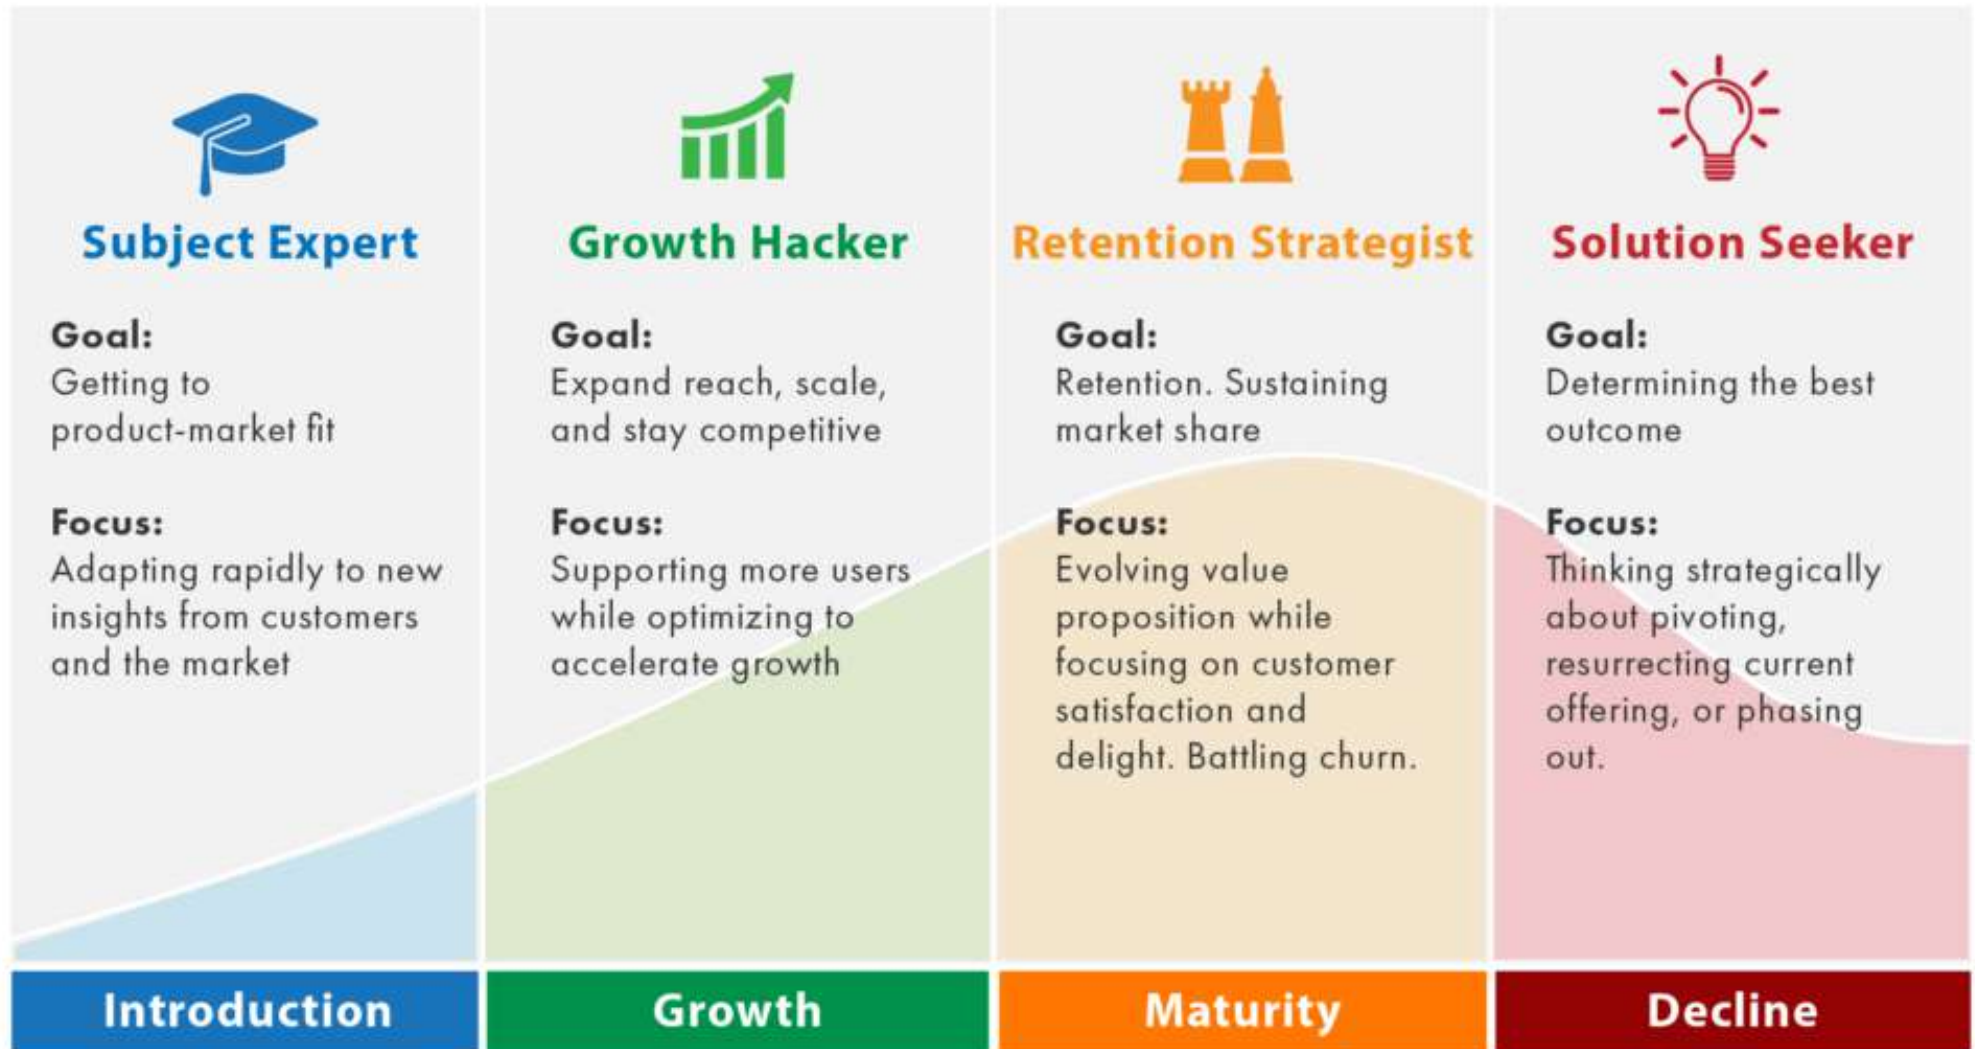 Subject Expert
Goal:
Getting to
product-market fit
Focus:
Adapting rapidly to new
insights from customers
and the market
Introduction
Growth Hacker
Goal:
Expand reach, scale,
and stay competitive
Focus:
Supporting more users
while optimizing to
accelerate growth
Growth
Retention Strategist
Goal:
Retention. Sustaining
market share
Focus:
Evolving value
proposition while
focusing on customer
satisfaction and
delight. Battling churn.
Maturity
Solution Seeker
Goal:
Determining the best
outcome
Focus:
Thinking strategically
about pivoting,
resurrecting current
offering, or phasing
out.
Decline